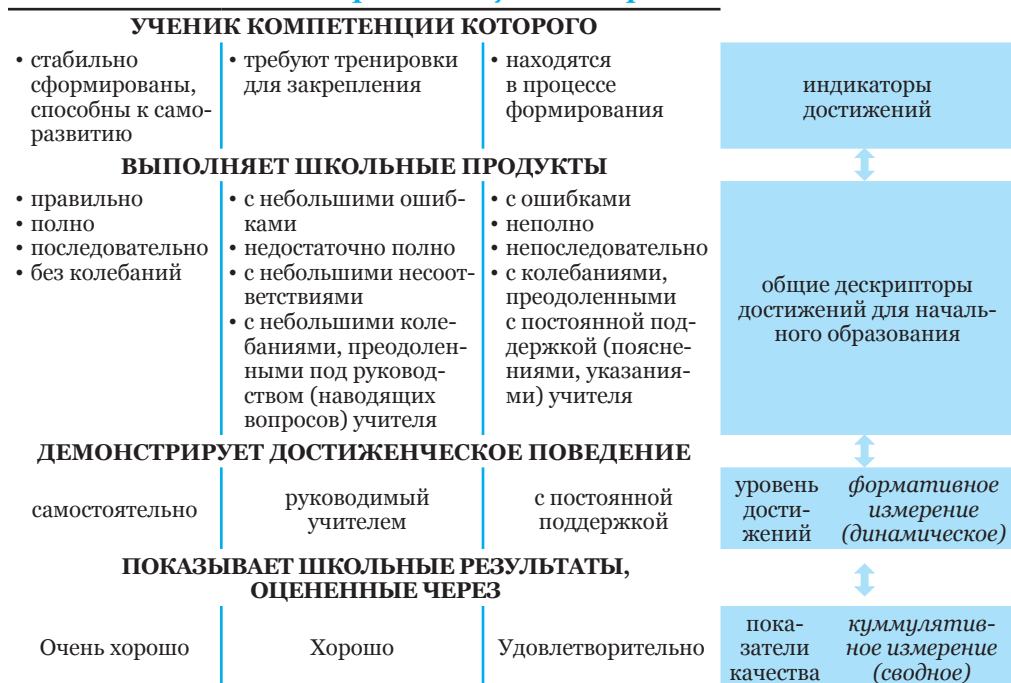 УЧЕНИК КОМПЕТЕНЦИИ КОТОРОГО
• стабильно
сформированы,
способны к само-
развитию
• требуют тренировки
для закрепления
• находятся
в процессе
формирования
индикаторы
достижений
ВЫПОЛНЯЕТ ШКОЛЬНЫЕ ПРОДУКТЫ
• правильно
• полно
• последовательно
• без колебаний
• с небольшими ошиб-
ками
• недостаточно полно
• с небольшими несоот-
ветствиями
• с небольшими коле-
баниями, преодолен-
ными под руковод-
ством (наводящих
вопросов) учителя
• с ошибками
• неполно
• непоследовательно
• с колебаниями,
преодоленными
с постоянной под-
держкой (поясне-
ниями, указания-
ми) учителя
общие дескрипторы
достижений для началь-
ного образования
ДЕМОНСТРИРУЕТ ДОСТИЖЕНЧЕСКОЕ ПОВЕДЕНИЕ
самостоятельно
руководимый
учителем
с постоянной
поддержкой
уровень
дости-
жений
формативное
измерение
(динамическое)
ПОКАЗЫВАЕТ ШКОЛЬНЫЕ РЕЗУЛЬТАТЫ,
ОЦЕНЕННЫЕ ЧЕРЕЗ
Очень хорошо
Хорошо
Удовлетворительно
пока-
затели
качества
куммулятив-
ное измерение
(сводное)